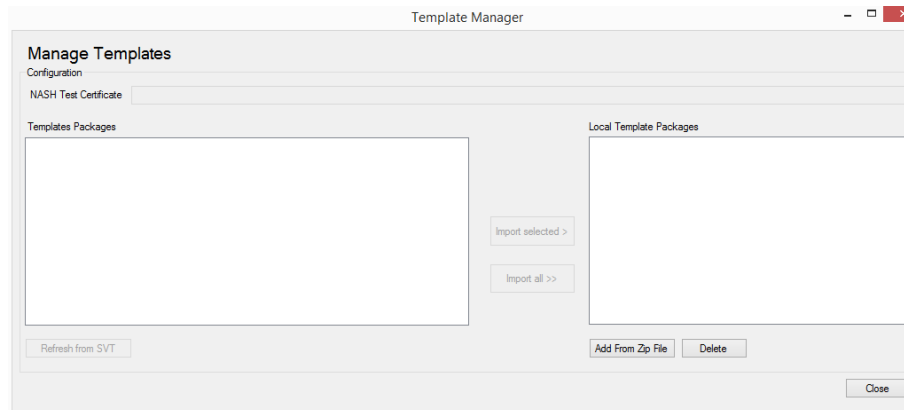 Template Manager
Manage Templates
Configuration
NASH Test Certificate
Templates Packages
Local Template Packages
Import selected >
Import all >>
Refresh from SVT
Add From Zip File
Delete
Close